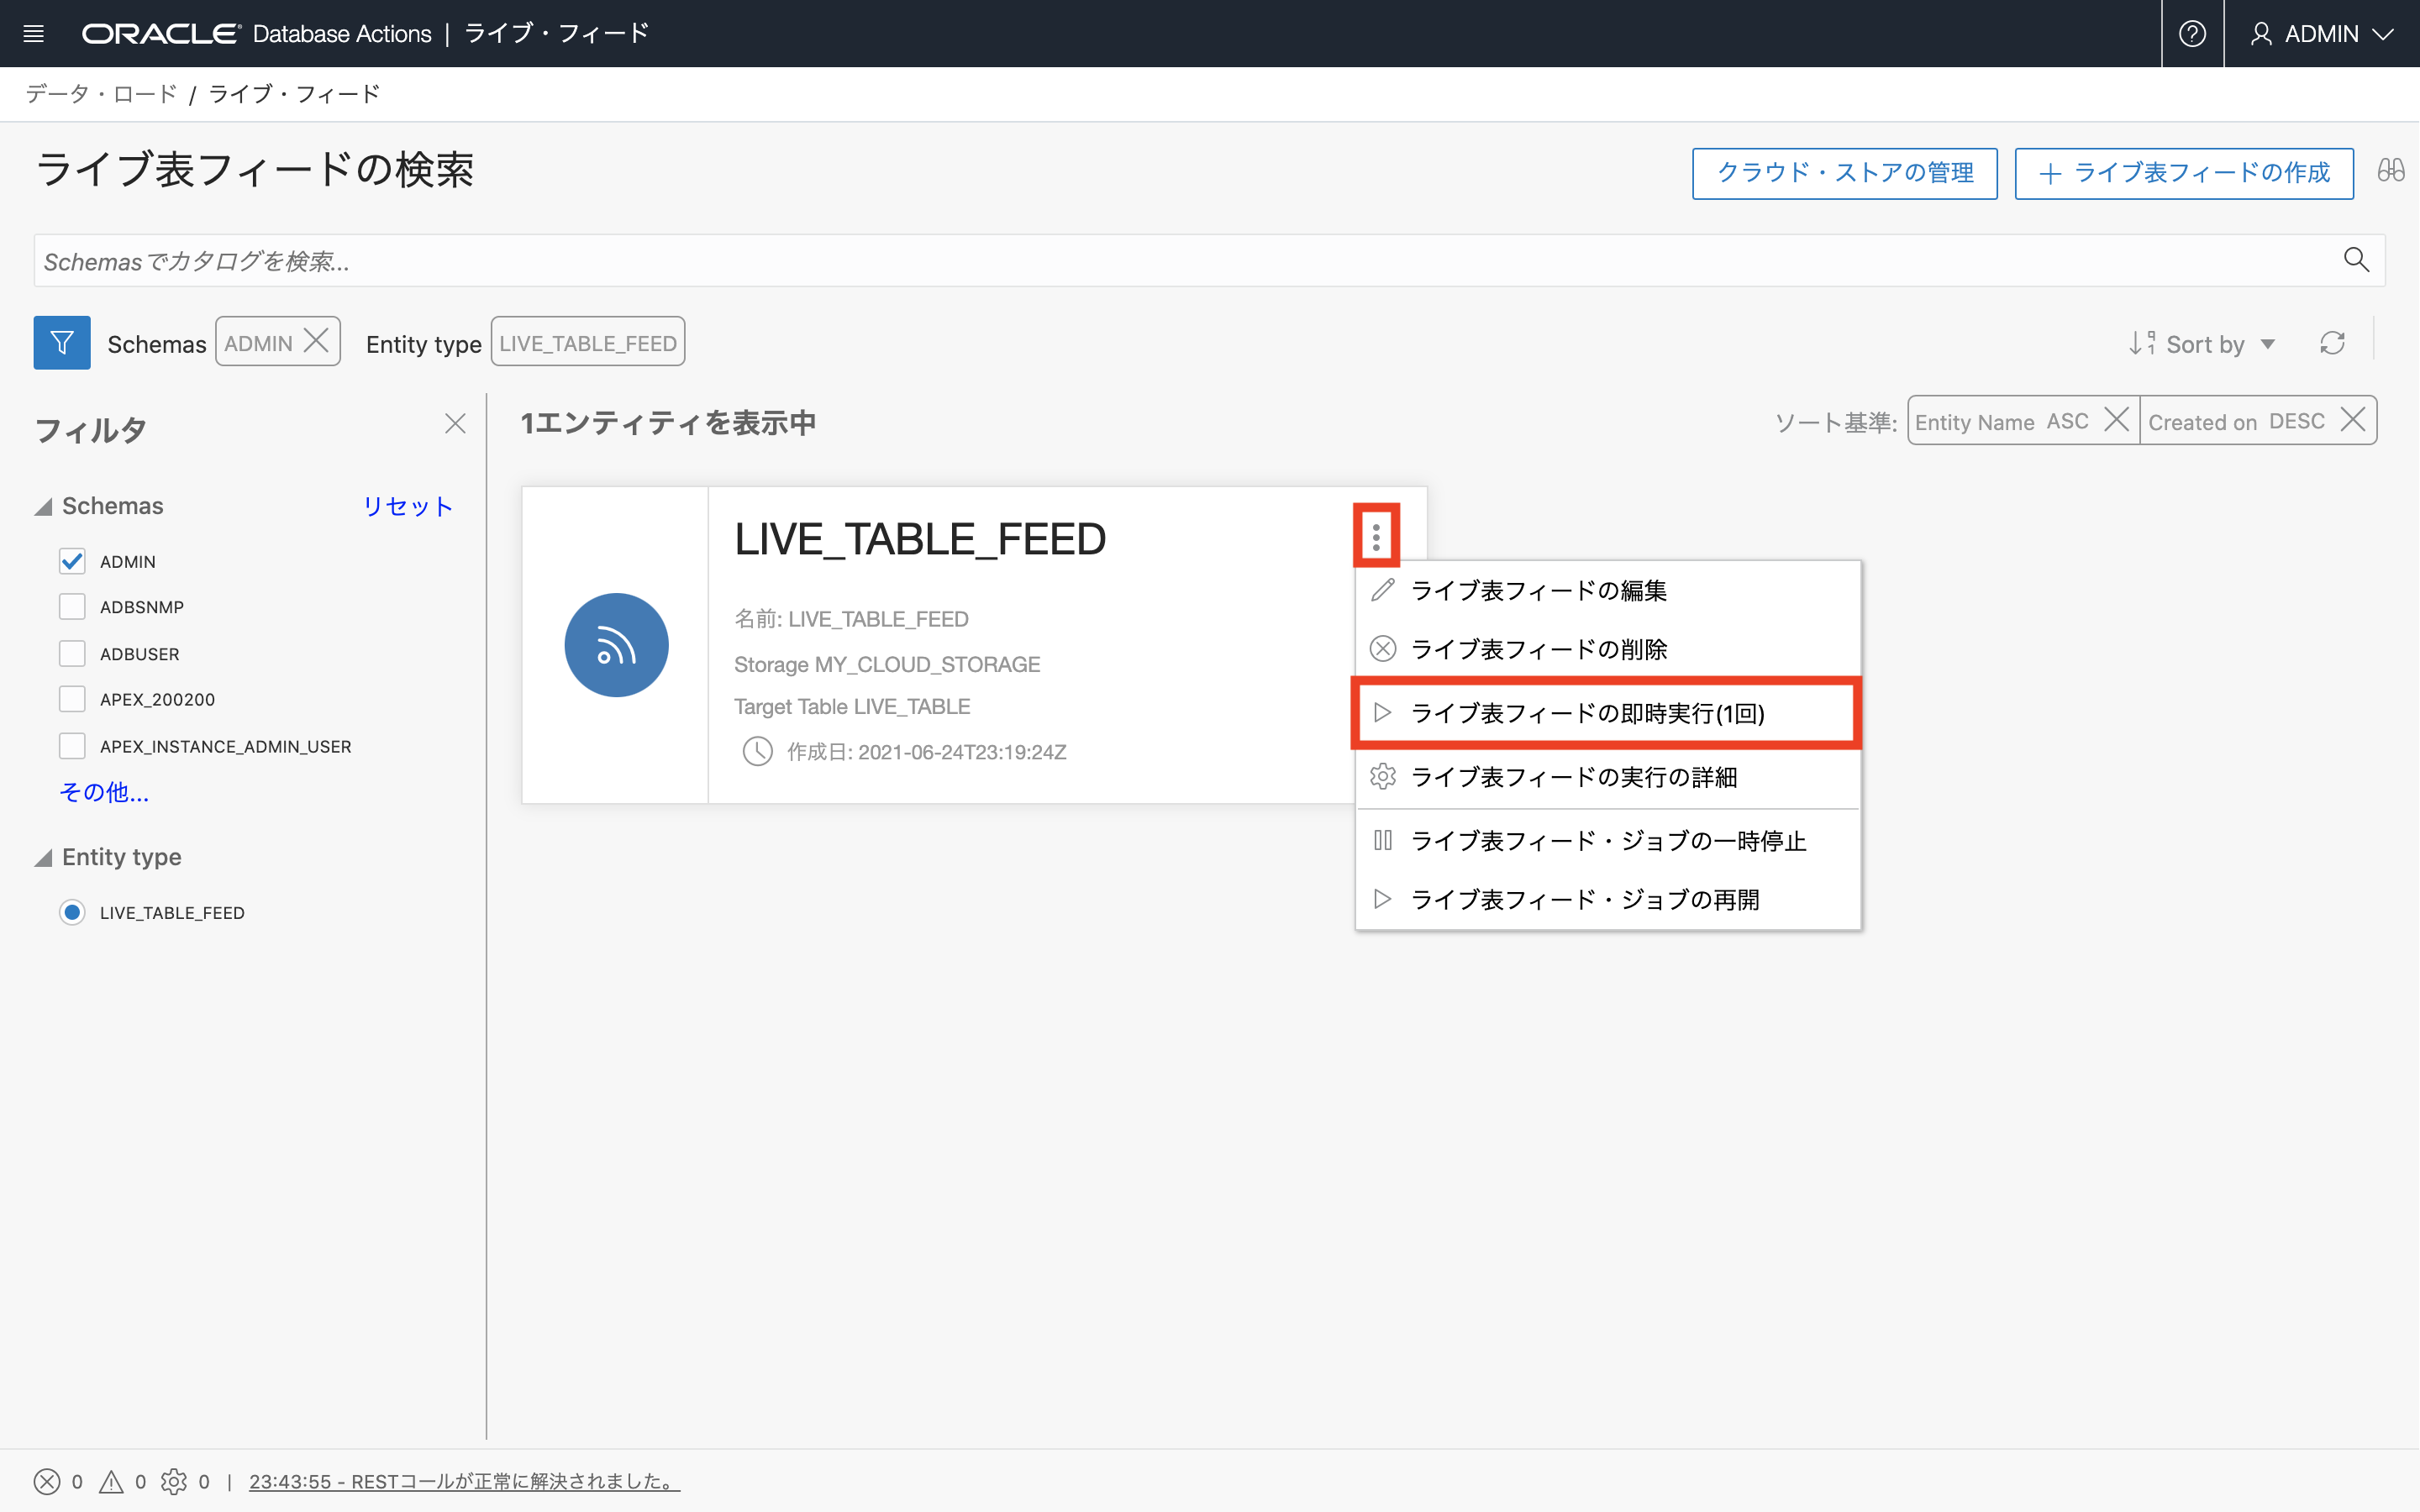 ORACLE Database Actions | ライブ・フィード
ADMIN
データ・ロード / ライブ・フィード
ライブ表フィードの検索
クラウド・ストアの管理
ライブ表フィードの作成
Schemasでカタログを検索...
Schemas ADMIN Entity type LIVE_TABLE_FEED
Sort by
フィルタ
1エンティティを表示中
ソート基準: Entity Name ASC Created on DESC
Schemas リセット
ADMIN
ADBSNMP
ADBUSER
APEX_200200
APEX_INSTANCE_ADMIN_USER
その他...
Entity type
LIVE_TABLE_FEED
LIVE_TABLE_FEED
名前: LIVE_TABLE_FEED
Storage MY_CLOUD_STORAGE
Target Table LIVE_TABLE
作成日: 2021-06-24T23:19:24Z
ライブ表フィードの編集
ライブ表フィードの削除
ライブ表フィードの即時実行(1回)
ライブ表フィードの実行の詳細
ライブ表フィード・ジョブの一時停止
ライブ表フィード・ジョブの再開
0 0 0 | 23:43:55 - RESTコールが正常に解決されました。